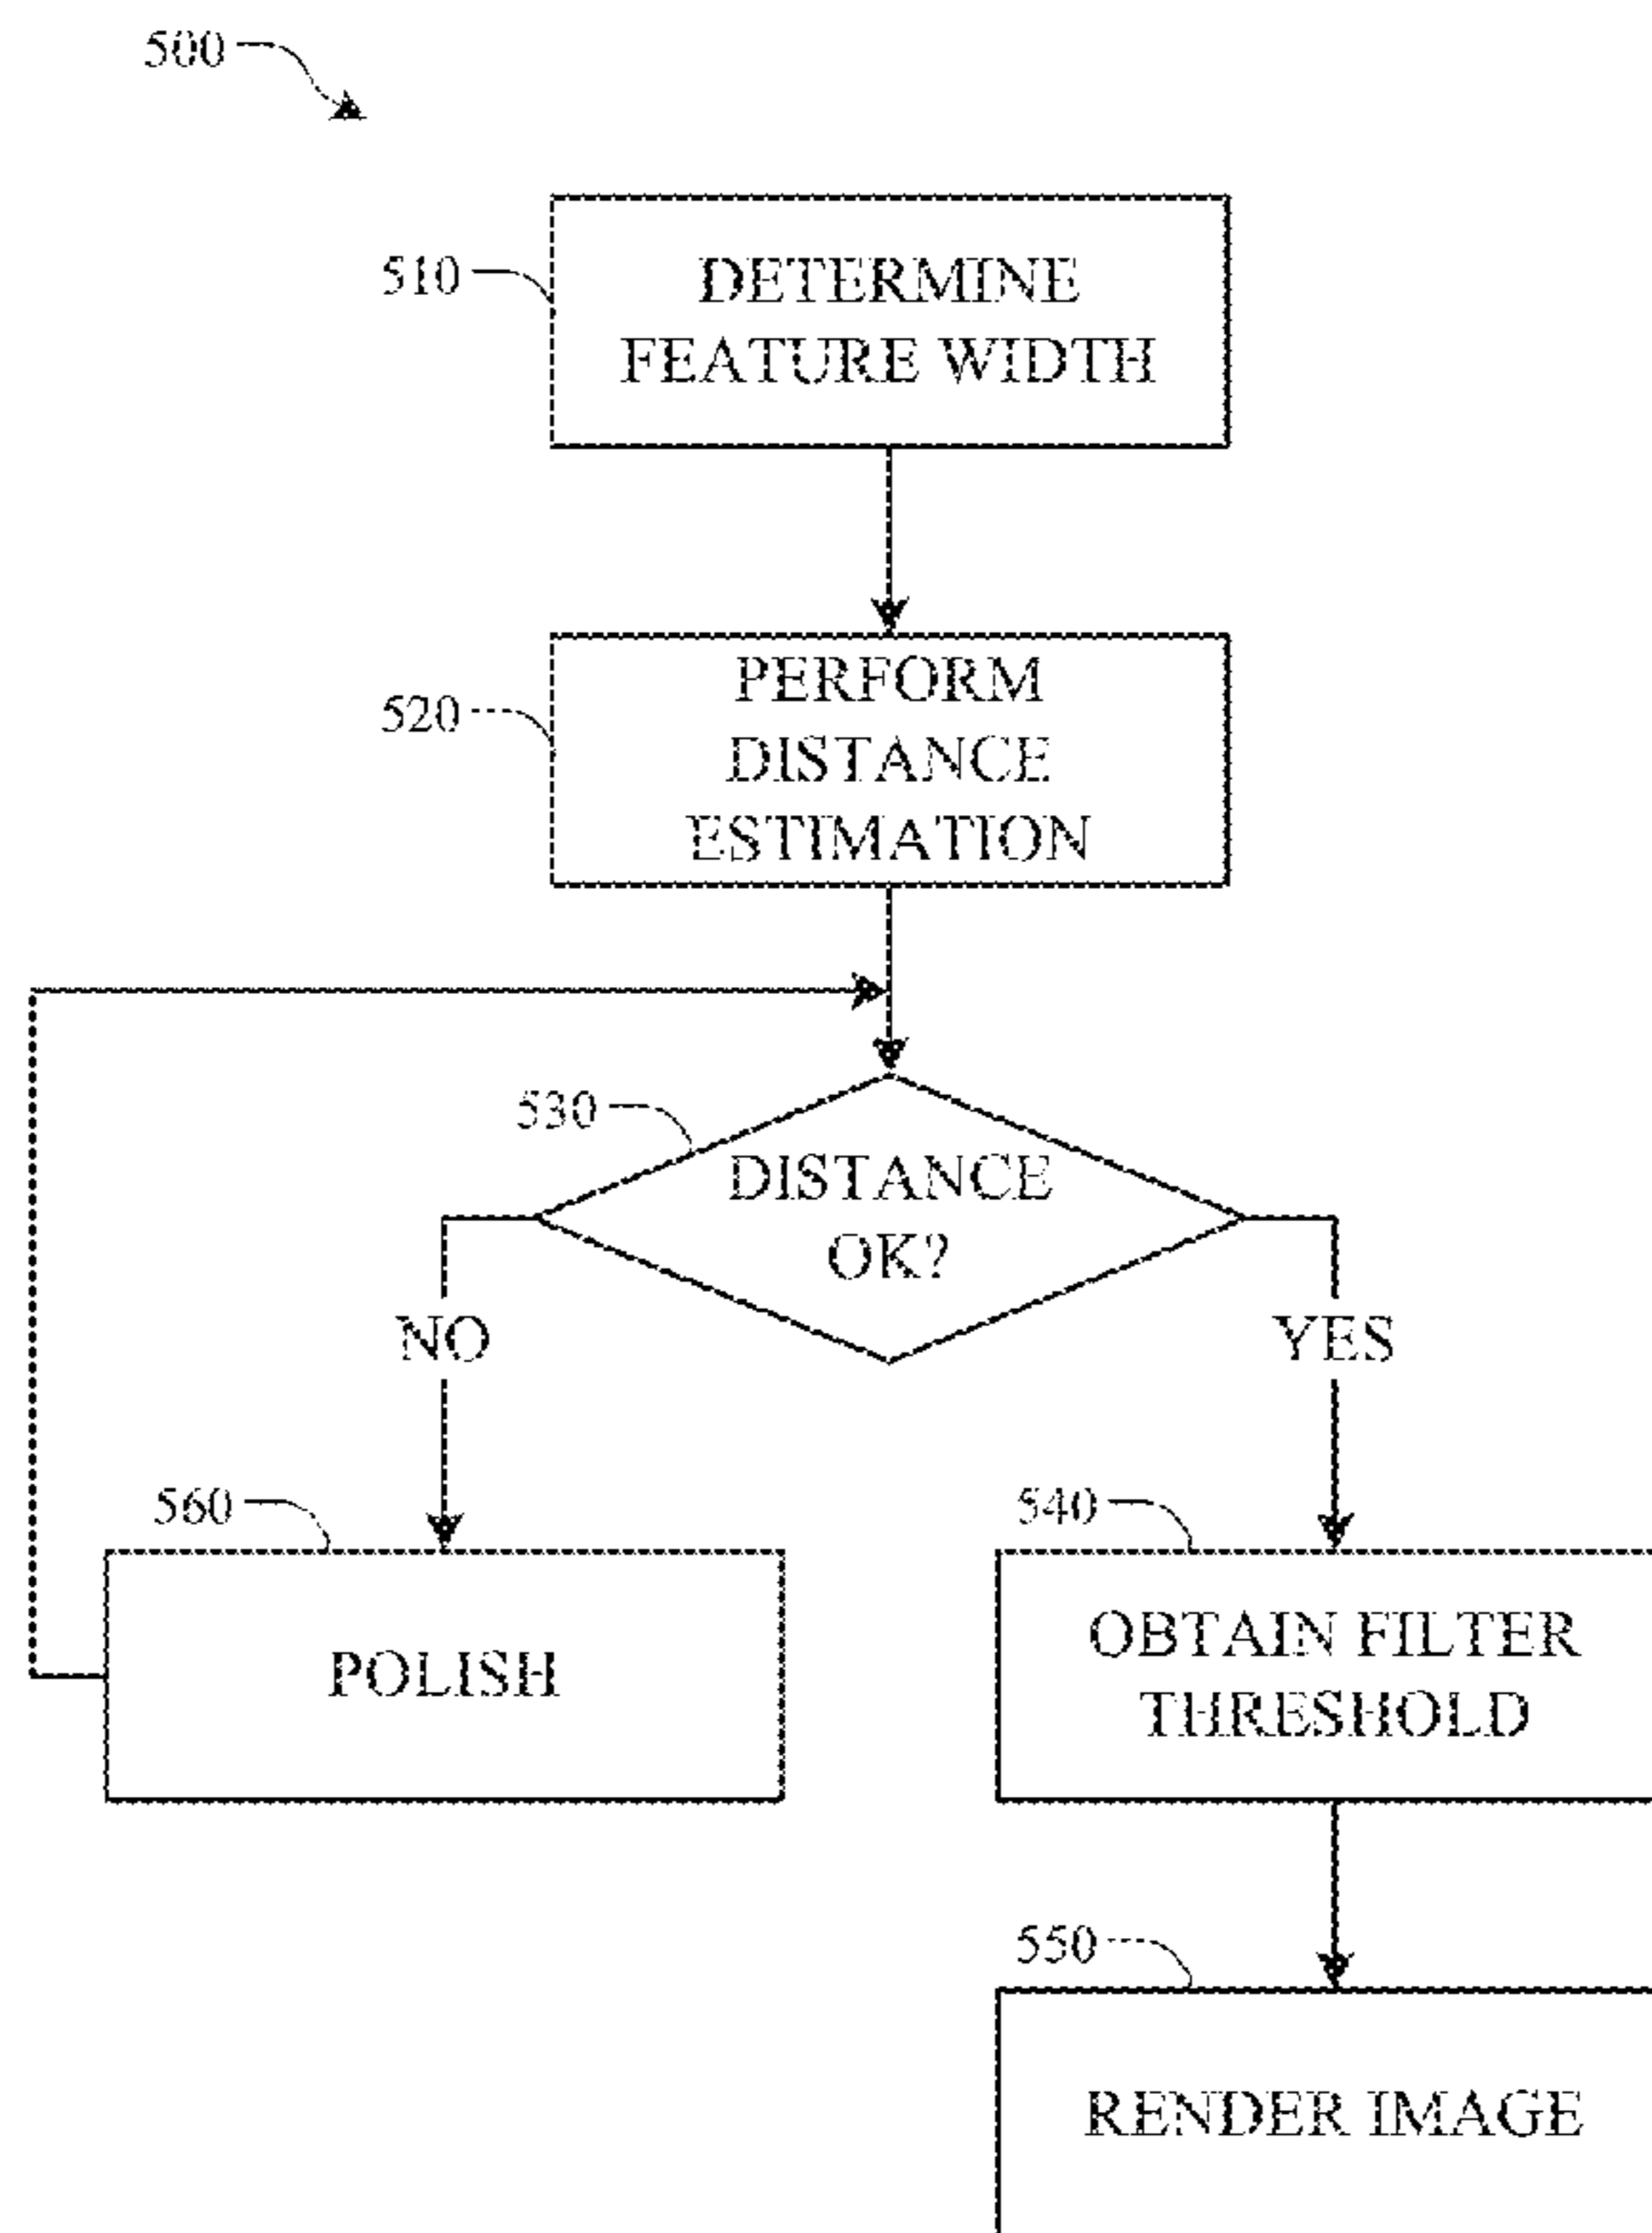 500
510
DETERMINE
FEATURE WIDTH
520
PERFORM
DISTANCE
ESTIMATION
530
DISTANCE
OK?
NO
YES
560
POLISH
540
OBTAIN FILTER
THRESHOLD
550
RENDER IMAGE